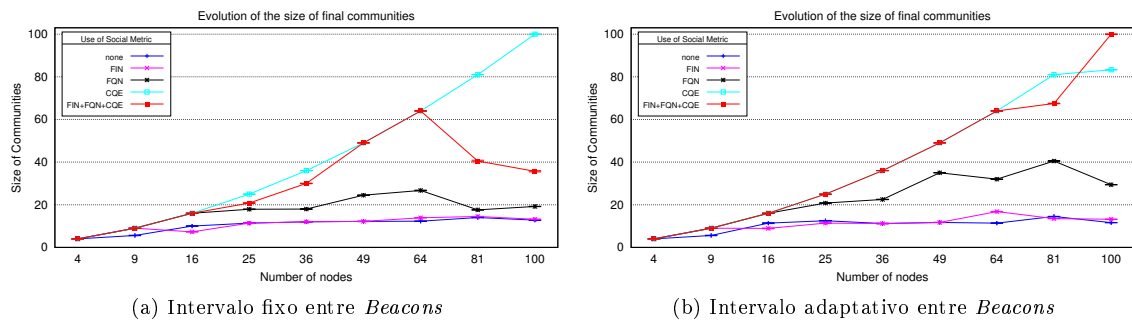 Evolution of the size of final communities
Use of Social Metric
none
FIN
FQN
CQE
FIN+FQN+CQE
Size of Communities
100
80
60
40
20
0
4 9 16 25 36 49 64 81 100
Number of nodes
(a) Intervalo fixo entre Beacons
Evolution of the size of final communities
Use of Social Metric
none
FIN
FQN
CQE
FIN+FQN+CQE
Size of Communities
100
80
60
40
20
0
4 9 16 25 36 49 64 81 100
Number of nodes
(b) Intervalo adaptativo entre Beacons